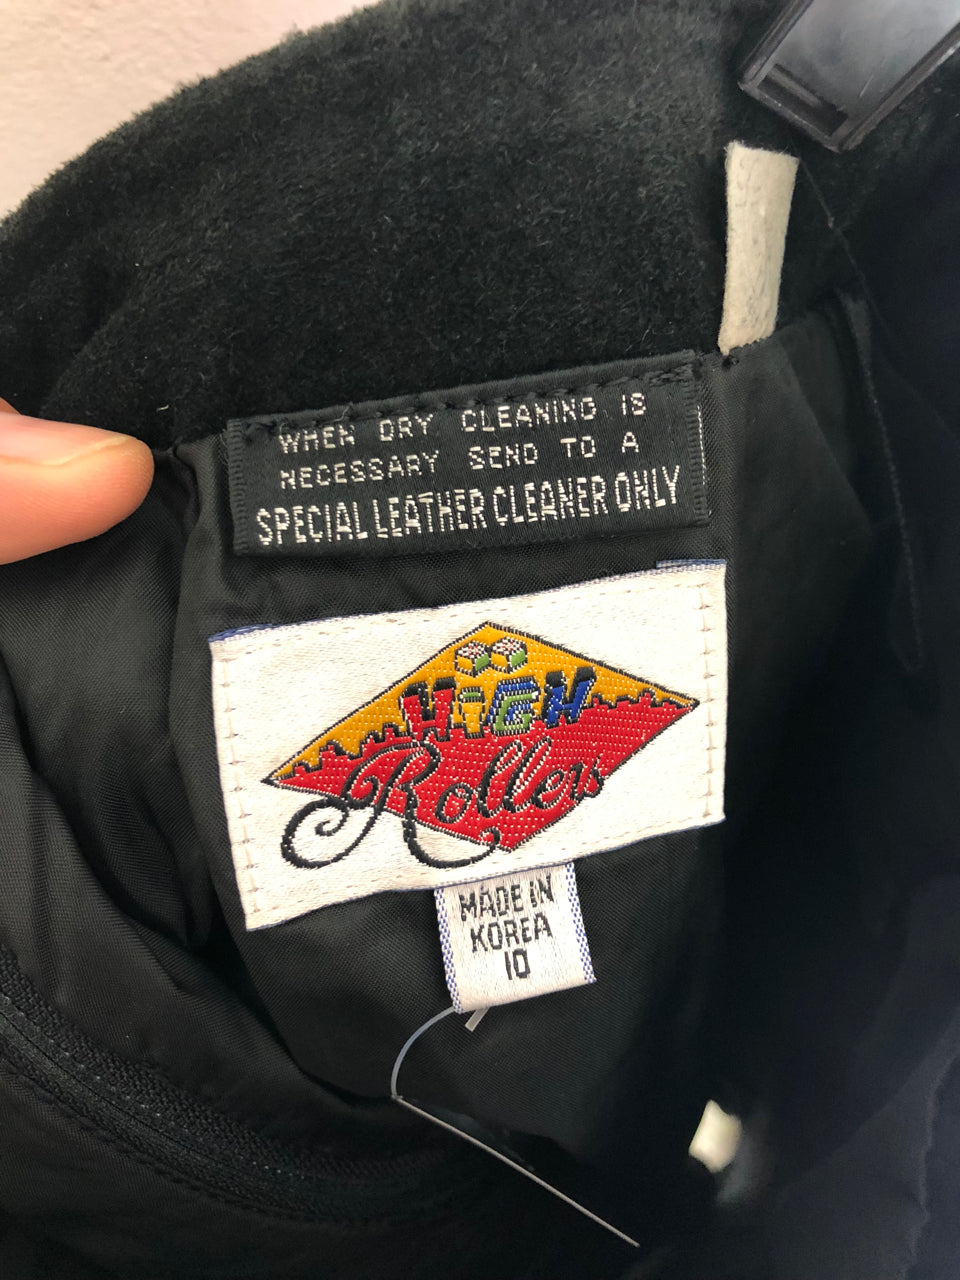 WHEN DRY CLEANING IS
NECESSARY SEND TO A
SPECIAL LEATHER CLEANER ONLY
HIGH
Rollers
MADE IN
KOREA
10